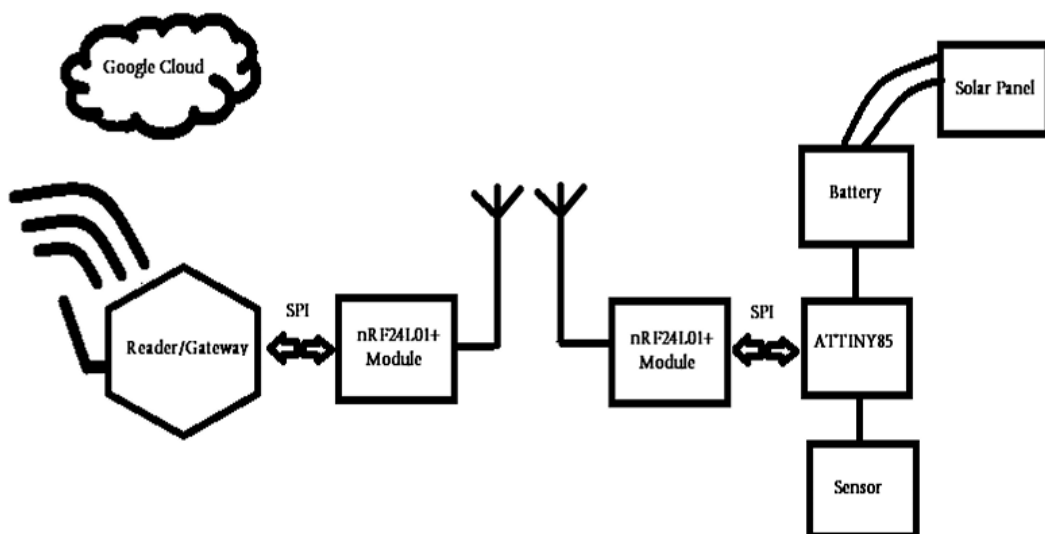 Google Cloud
Solar Panel
Battery
SPI
nRF24L01+
Module
Reader/Gateway
SPI
nRF24L01+
Module
ATTINY85
Sensor